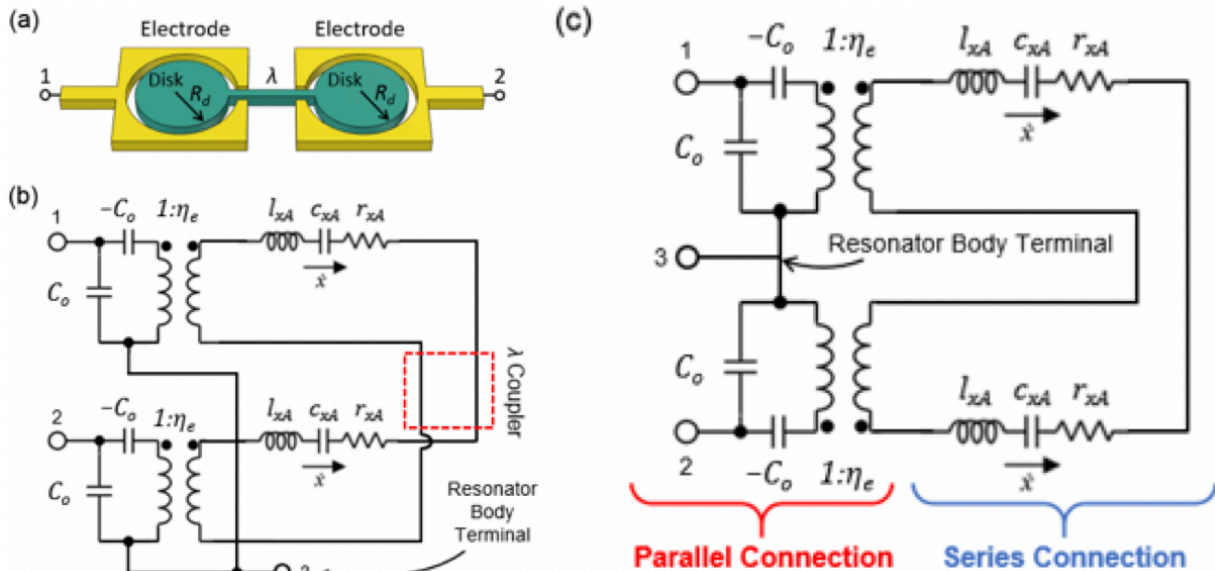 (a)
Electrode Electrode
1 Disk R_d λ Disk R_d 2
(b)
1 −C_o 1:η_e l_xA c_xA r_xA
C_o ẋ
λ Coupler
2 −C_o 1:η_e l_xA c_xA r_xA
C_o ẋ
Resonator
Body
Terminal
(c)
1 −C_o 1:η_e l_xA c_xA r_xA
C_o ẋ
3 Resonator Body Terminal
C_o l_xA c_xA r_xA
2 −C_o 1:η_e ẋ
Parallel Connection Series Connection